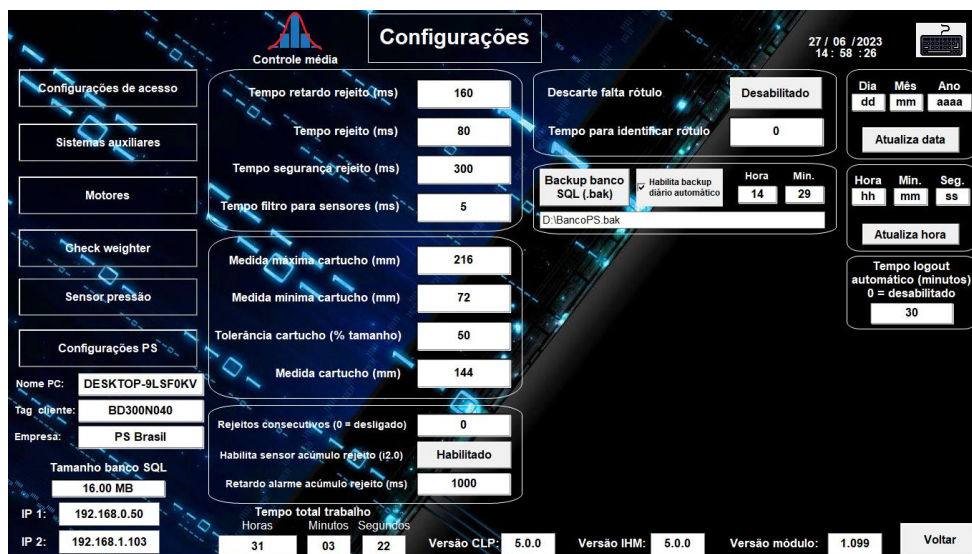 Configurações
Controle média
27 / 06 / 2023
14 : 58 : 26
Configurações de acesso
Sistemas auxiliares
Motores
Check weighter
Sensor pressão
Configurações PS
Nome PC: DESKTOP-9LSF0KV
Tag cliente: BD300N040
Empresa: PS Brasil
Tamanho banco SQL
16.00 MB
IP 1: 192.168.0.50
IP 2: 192.168.1.103
Tempo retardo rejeito (ms) 160
Tempo rejeito (ms) 80
Tempo segurança rejeito (ms) 300
Tempo filtro para sensores (ms) 5
Medida máxima cartucho (mm) 216
Medida mínima cartucho (mm) 72
Tolerância cartucho (% tamanho) 50
Medida cartucho (mm) 144
Rejeitos consecutivos (0 = desligado) 0
Habilita sensor acúmulo rejeito (i2.0) Habilitado
Retardo alarme acúmulo rejeito (ms) 1000
Tempo total trabalho
Horas Minutos Segundos
31 03 22
Descarte falta rótulo Desabilitado
Tempo para identificar rótulo 0
Backup banco
SQL (.bak)
Habilita backup
diário automático
Hora Min.
14 29
D:\BancoPS.bak
Dia Mês Ano
dd mm aaaa
Atualiza data
Hora Min. Seg.
hh mm ss
Atualiza hora
Tempo logout
automático (minutos)
0 = desabilitado
30
Versão CLP: 5.0.0
Versão IHM: 5.0.0
Versão módulo: 1.099
Voltar